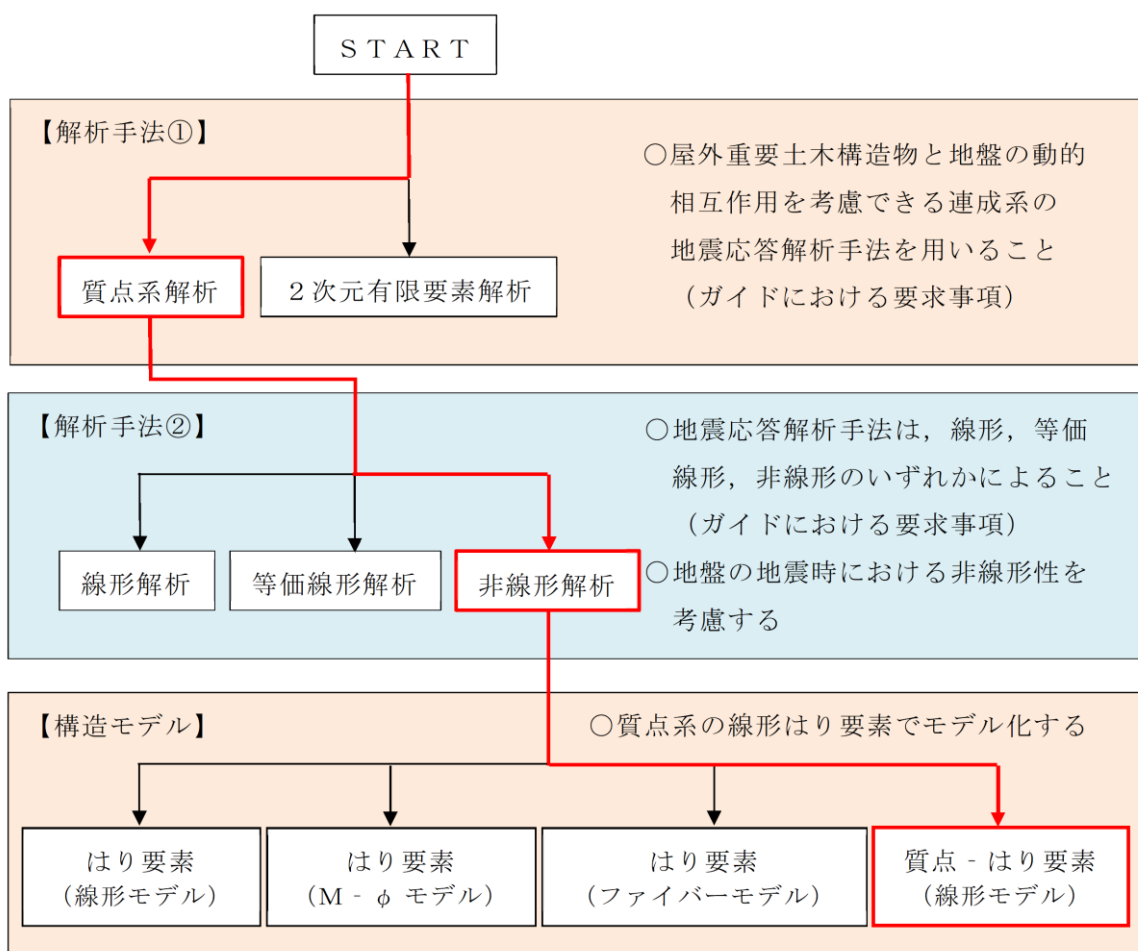 ＳＴＡＲＴ
【解析手法①】
○屋外重要土木構造物と地盤の動的
相互作用を考慮できる連成系の
地震応答解析手法を用いること
（ガイドにおける要求事項）
質点系解析
２次元有限要素解析
【解析手法②】
○地震応答解析手法は，線形，等価
線形，非線形のいずれかによること
（ガイドにおける要求事項）
○地盤の地震時における非線形性を
考慮する
線形解析
等価線形解析
非線形解析
【構造モデル】
○質点系の線形はり要素でモデル化する
はり要素
(線形モデル)
はり要素
(Ｍ‐φモデル)
はり要素
(ファイバーモデル)
質点‐はり要素
(線形モデル)